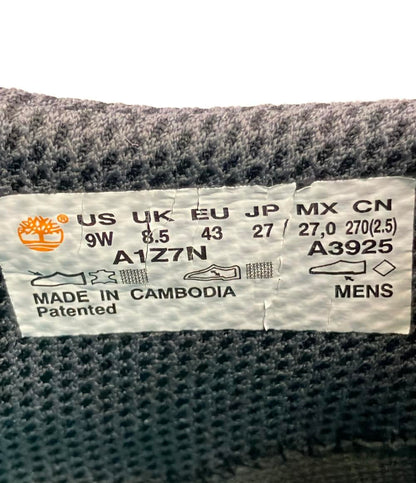 US UK EU JP MX CN
9W 8.5 43 27 / 27,0 270(2.5)
A1Z7N A3925
MADE IN CAMBODIA MENS
Patented